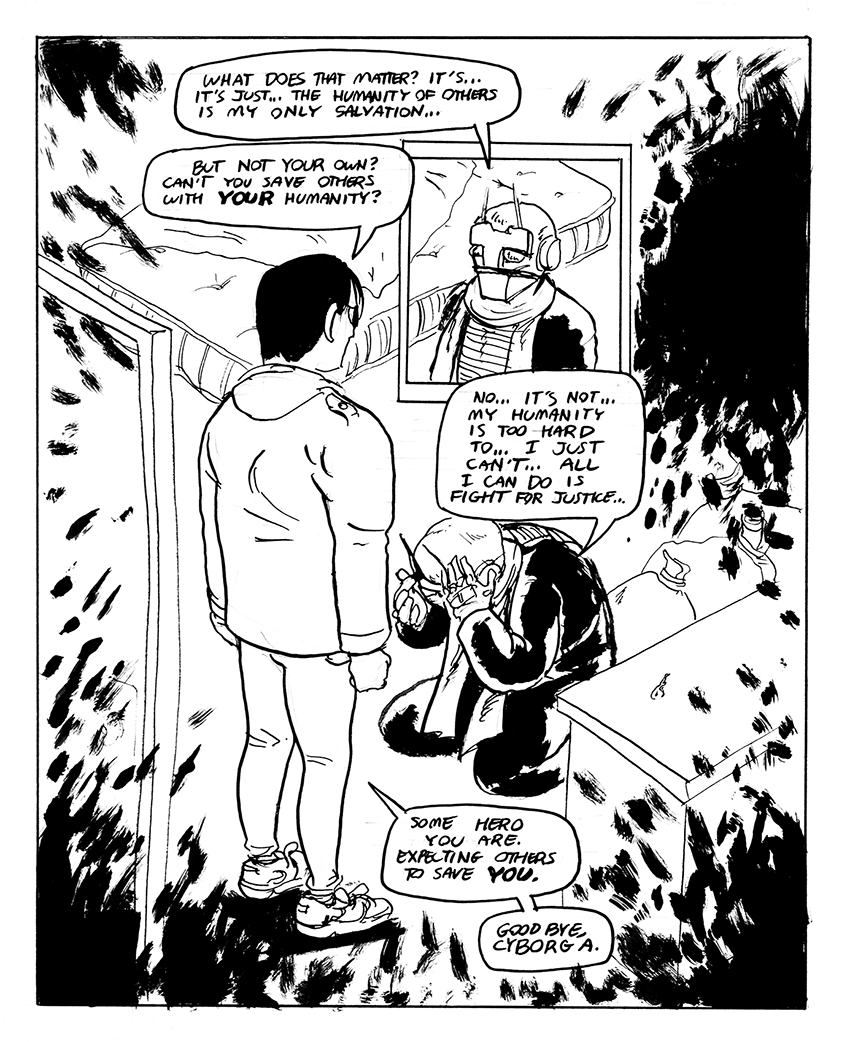 WHAT DOES THAT MATTER? IT'S...
IT'S JUST... THE HUMANITY OF OTHERS
IS MY ONLY SALVATION...
BUT NOT YOUR OWN?
CAN'T YOU SAVE OTHERS
WITH YOUR HUMANITY?
NO... IT'S NOT...
MY HUMANITY
IS TOO HARD
TO... I JUST
CAN'T... ALL
I CAN DO IS
FIGHT FOR JUSTICE...
SOME HERO
YOU ARE.
EXPECTING OTHERS
TO SAVE YOU.
GOODBYE,
CYBORG A.